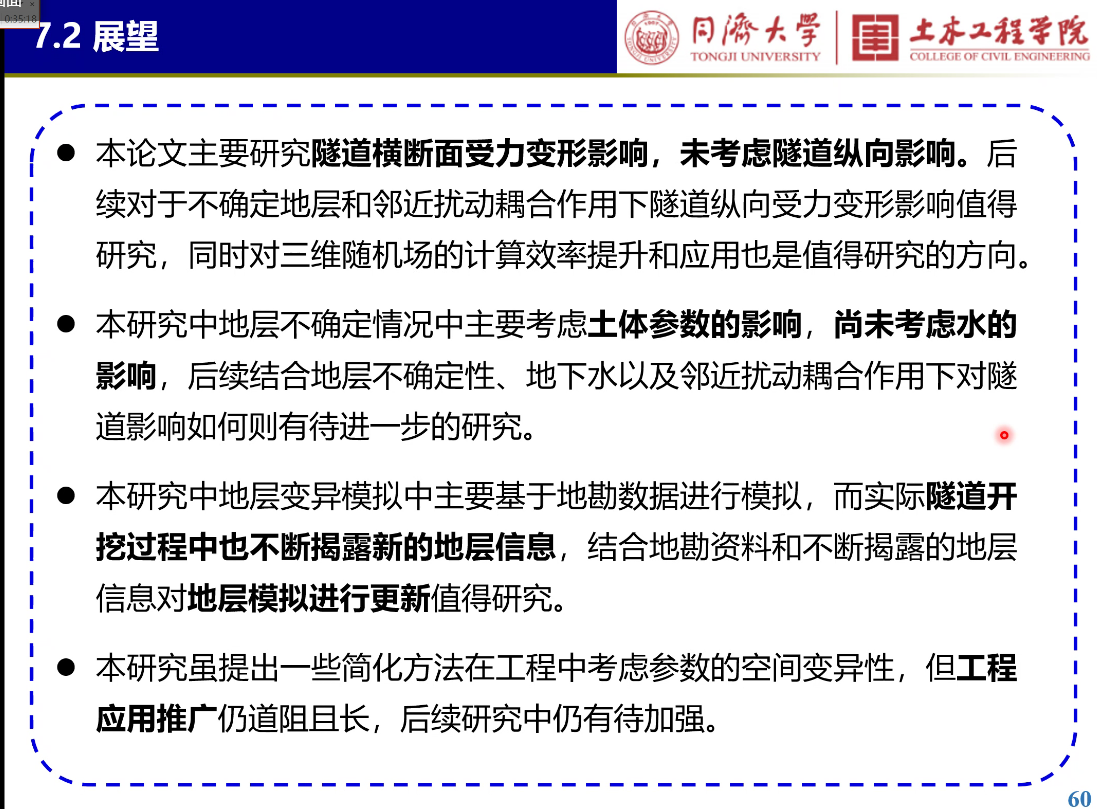 画面
0:35:18
7.2 展望
同济大学
TONGJI UNIVERSITY
土木工程学院
COLLEGE OF CIVIL ENGINEERING
● 本论文主要研究隧道横断面受力变形影响，未考虑隧道纵向影响。后
续对于不确定地层和邻近扰动耦合作用下隧道纵向受力变形影响值得
研究，同时对三维随机场的计算效率提升和应用也是值得研究的方向。
● 本研究中地层不确定情况中主要考虑土体参数的影响，尚未考虑水的
影响，后续结合地层不确定性、地下水以及邻近扰动耦合作用下对隧
道影响如何则有待进一步的研究。
● 本研究中地层变异模拟中主要基于地勘数据进行模拟，而实际隧道开
挖过程中也不断揭露新的地层信息，结合地勘资料和不断揭露的地层
信息对地层模拟进行更新值得研究。
● 本研究虽提出一些简化方法在工程中考虑参数的空间变异性，但工程
应用推广仍道阻且长，后续研究中仍有待加强。
60